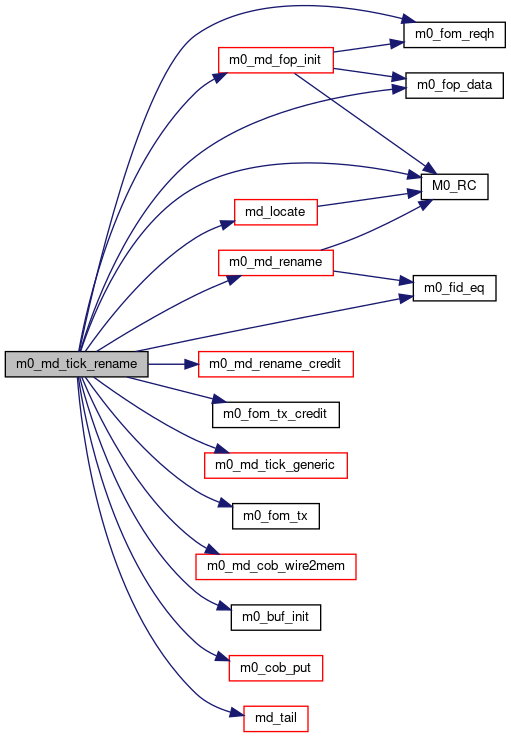 m0_fom_reqh
m0_md_fop_init
m0_fop_data
M0_RC
md_locate
m0_md_rename
m0_fid_eq
m0_md_tick_rename
m0_md_rename_credit
m0_fom_tx_credit
m0_md_tick_generic
m0_fom_tx
m0_md_cob_wire2mem
m0_buf_init
m0_cob_put
md_tail